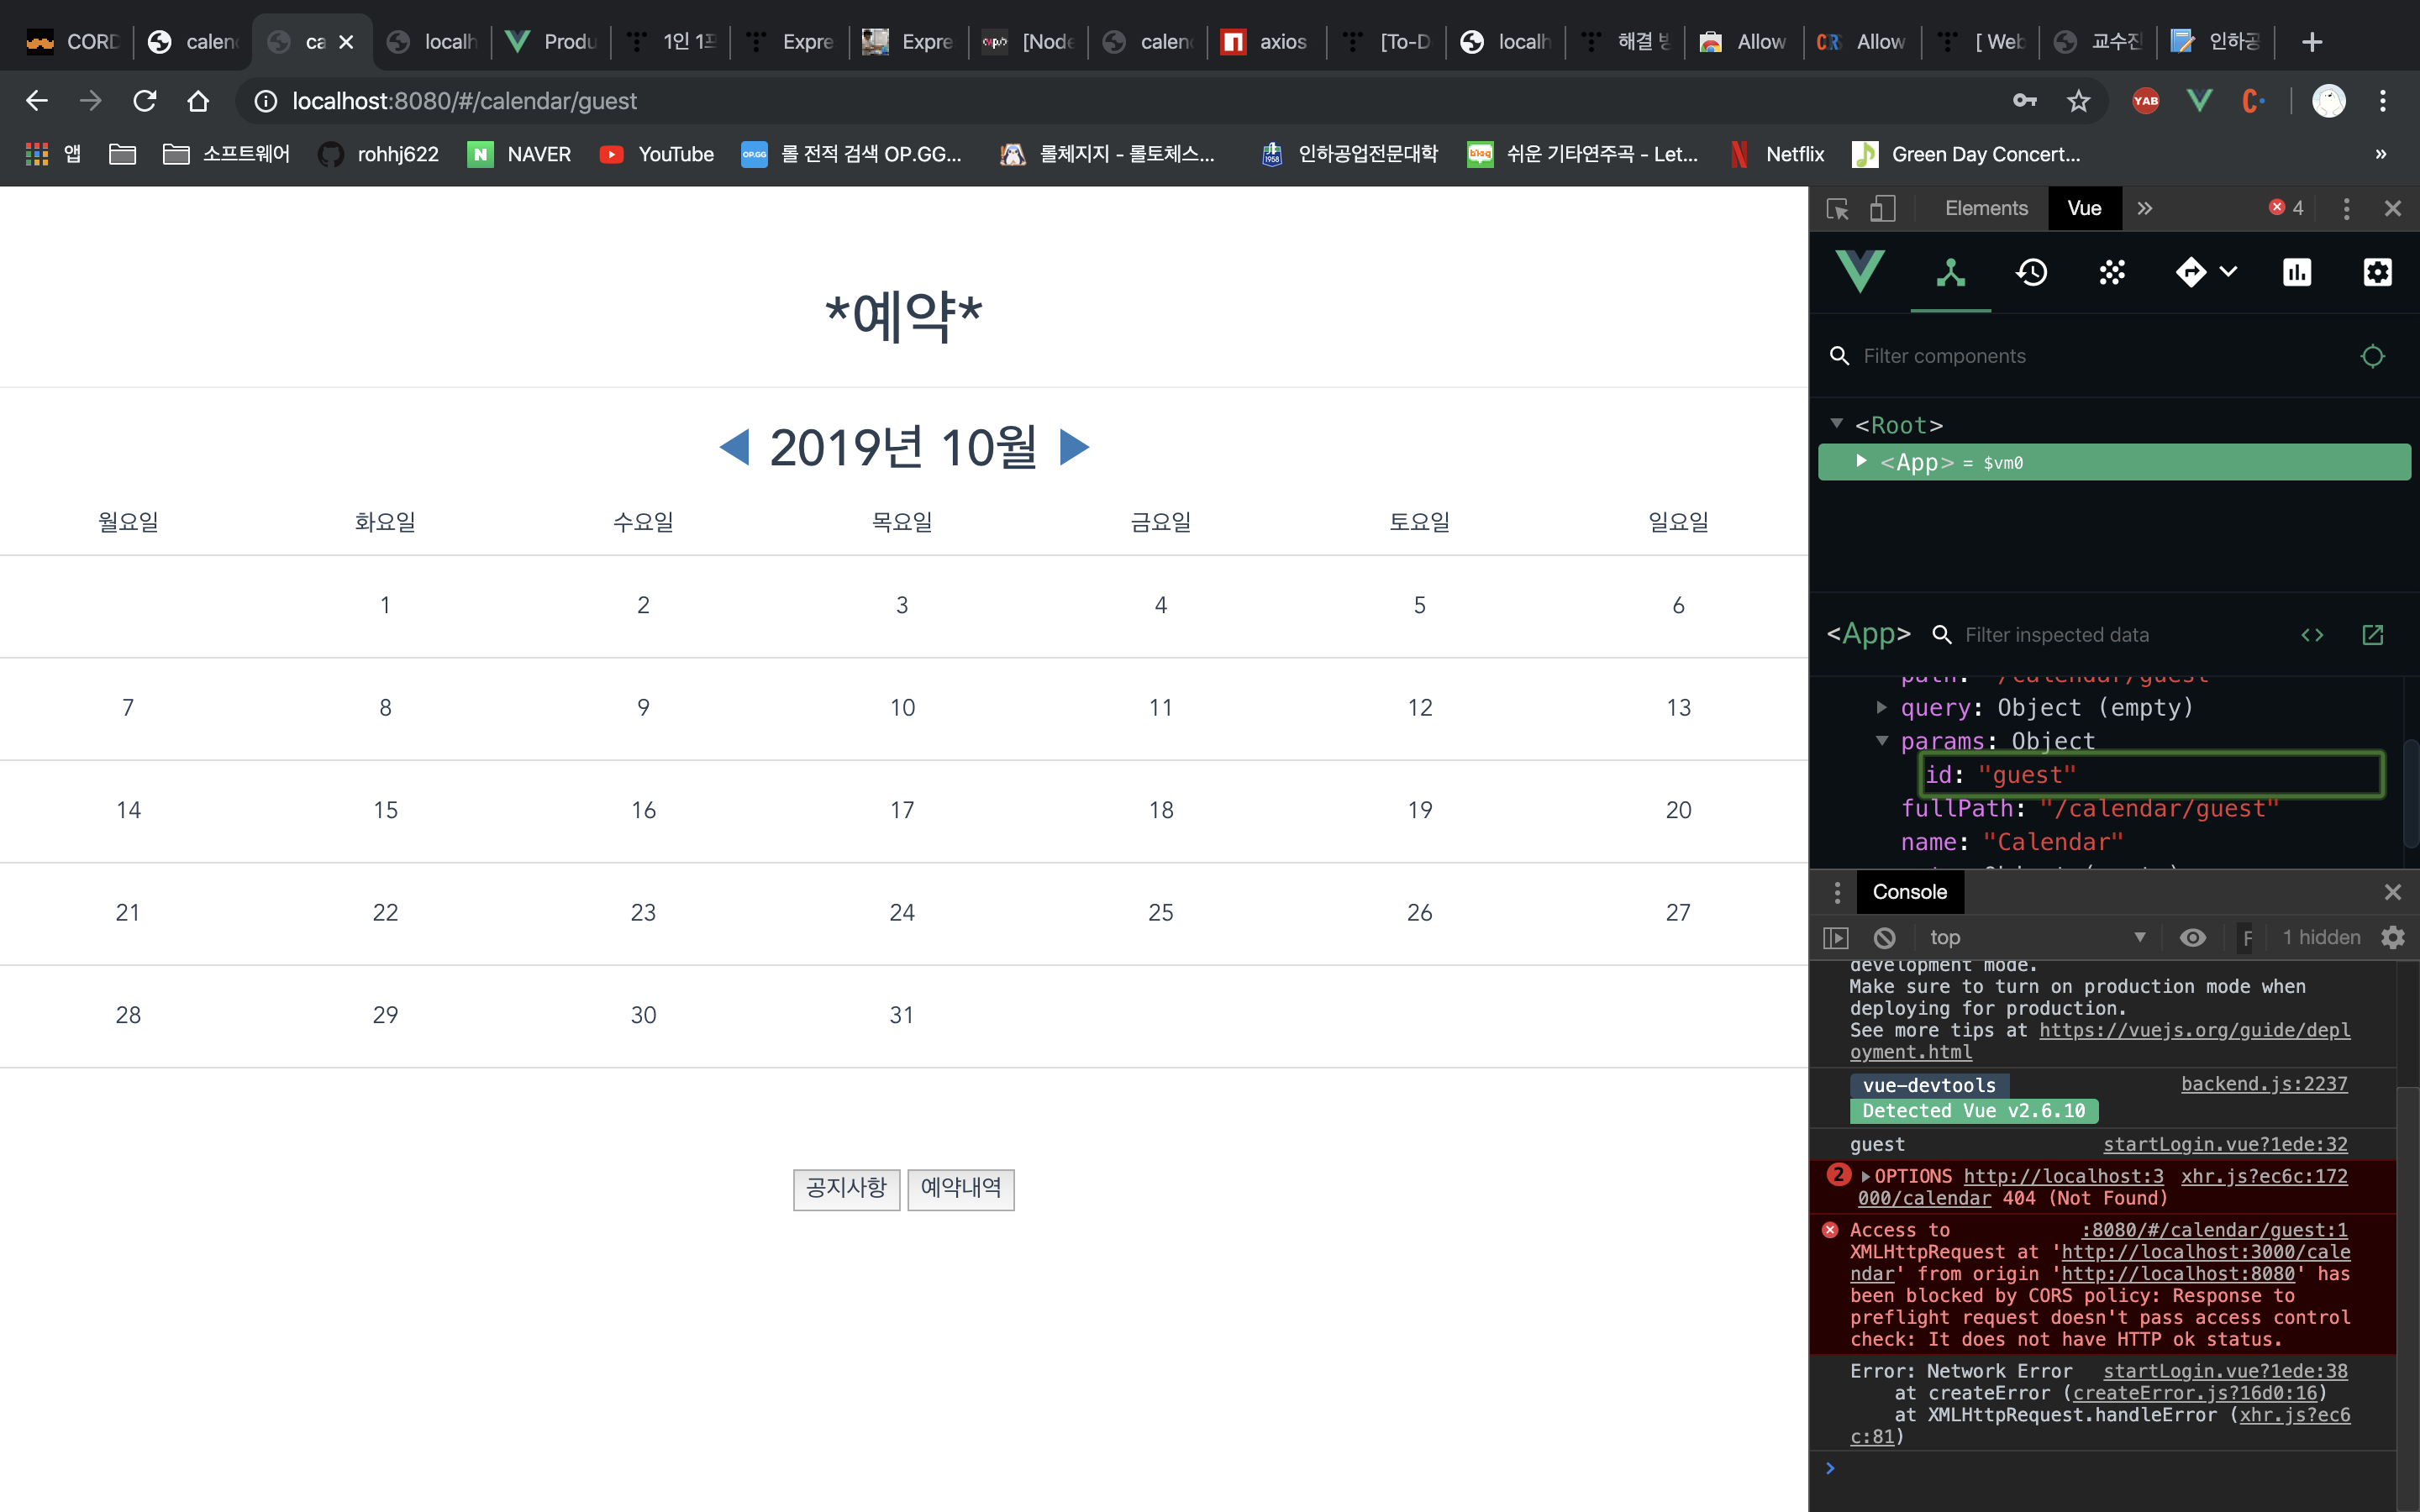 CORD
calen
ca
localh
Produ
1인 1프
Expre
Expre
[Node
calend
axios
[To-D
localh
해결 방
Allow
Allow
[ Web
교수진
인하공
localhost:8080/#/calendar/guest
YAB
앱
소프트웨어
rohhj622
NAVER
YouTube
OP.GG
롤 전적 검색 OP.GG...
롤체지지 - 롤토체스...
인하공업전문대학
쉬운 기타연주곡 - Let...
Netflix
Green Day Concert...
»
*예약*
◀ 2019년 10월 ▶
월요일 화요일 수요일 목요일 금요일 토요일 일요일
1 2 3 4 5 6
7 8 9 10 11 12 13
14 15 16 17 18 19 20
21 22 23 24 25 26 27
28 29 30 31
공지사항 예약내역
Elements Vue » 4
Filter components
<Root>
<App> = $vm0
<App> Filter inspected data
path: "/calendar/guest"
query: Object (empty)
params: Object
id: "guest"
fullPath: "/calendar/guest"
name: "Calendar"
Console
top F 1 hidden
development mode.
Make sure to turn on production mode when
deploying for production.
See more tips at https://vuejs.org/guide/depl
oyment.html
vue-devtools backend.js:2237
Detected Vue v2.6.10
guest startLogin.vue?1ede:32
2 OPTIONS http://localhost:3 xhr.js?ec6c:172
000/calendar 404 (Not Found)
Access to :8080/#/calendar/guest:1
XMLHttpRequest at 'http://localhost:3000/cale
ndar' from origin 'http://localhost:8080' has
been blocked by CORS policy: Response to
preflight request doesn't pass access control
check: It does not have HTTP ok status.
Error: Network Error startLogin.vue?1ede:38
at createError (createError.js?16d0:16)
at XMLHttpRequest.handleError (xhr.js?ec6
c:81)